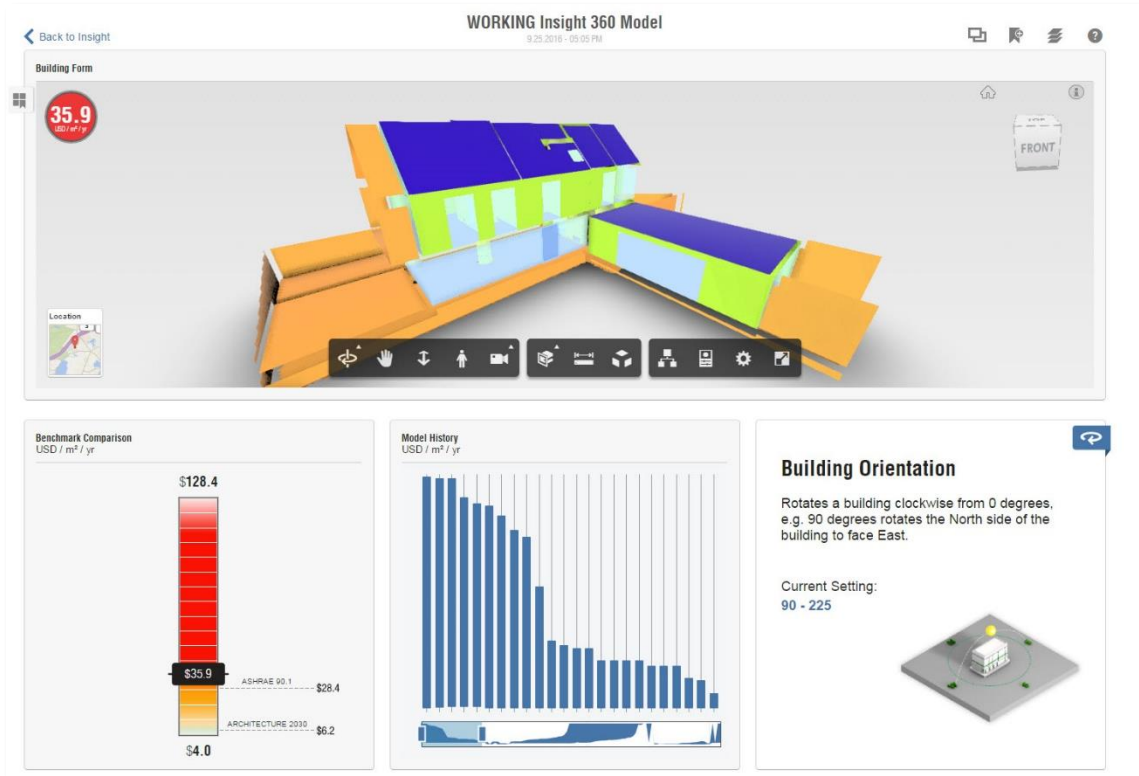 Back to Insight
WORKING Insight 360 Model
9.25.2016 - 05:05 PM
Building Form
35.9
USD / m² / yr
FRONT
Location
Benchmark Comparison
USD / m² / yr
$128.4
$35.9
ASHRAE 90.1
$28.4
ARCHITECTURE 2030
$6.2
$4.0
Model History
USD / m² / yr
Building Orientation
Rotates a building clockwise from 0 degrees,
e.g. 90 degrees rotates the North side of the
building to face East.
Current Setting:
90 - 225